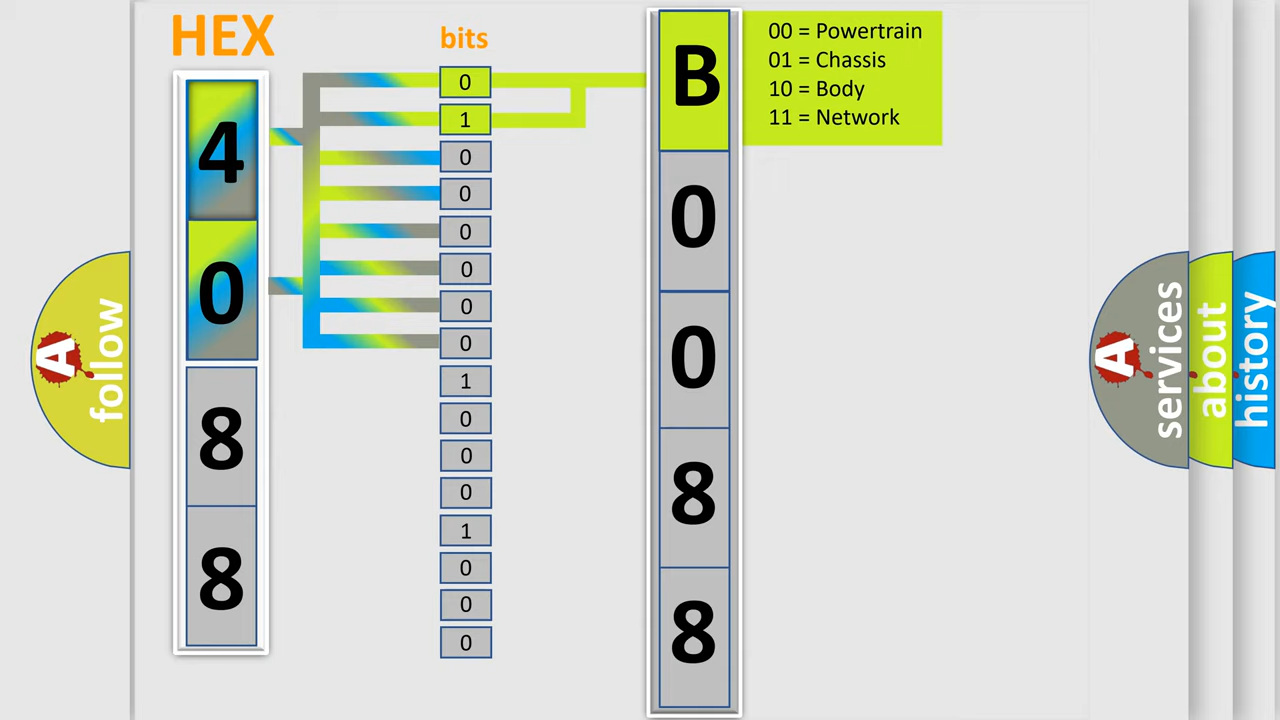 HEX
bits
4
0
8
8
0
1
0
0
0
0
0
0
1
0
0
0
1
0
0
0
B
0
0
8
8
00 = Powertrain
01 = Chassis
10 = Body
11 = Network
A
follow
A
services
about
history